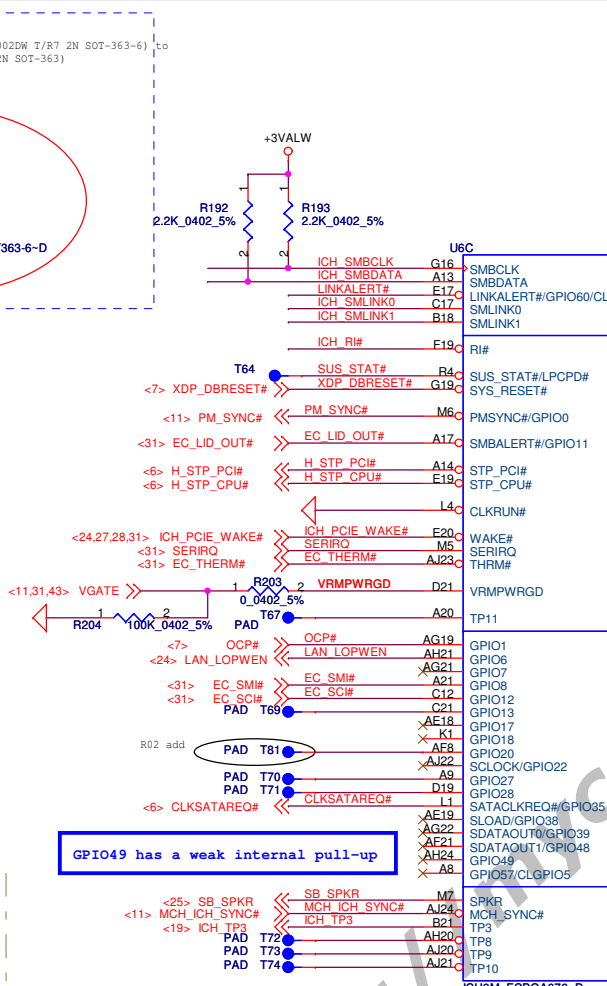 02DW T/R7 2N SOT-363-6) to
2N SOT-363)
+3VALW
1 1
R192 R193
2.2K_0402_5% 2.2K_0402_5%
363-6~D
2 2
U6C
ICH_SMBCLK G16 SMBCLK
ICH_SMBDATA A13 SMBDATA
LINKALERT# E17 LINKALERT#/GPIO60/CL
ICH_SMLINK0 C17 SMLINK0
ICH_SMLINK1 B18 SMLINK1
ICH_RI# F19 RI#
T64 SUS_STAT# R4 SUS_STAT#/LPCPD#
<7> XDP_DBRESET# XDP_DBRESET# G19 SYS_RESET#
<11> PM_SYNC# PM_SYNC# M6 PMSYNC#/GPIO0
<31> EC_LID_OUT# EC_LID_OUT# A17 SMBALERT#/GPIO11
<6> H_STP_PCI# H_STP_PCI# A14 STP_PCI#
<6> H_STP_CPU# H_STP_CPU# E19 STP_CPU#
L4 CLKRUN#
<24,27,28,31> ICH_PCIE_WAKE# ICH_PCIE_WAKE# E20 WAKE#
<31> SERIRQ SERIRQ M5 SERIRQ
<31> EC_THERM# EC_THERM# AJ23 THRM#
<11,31,43> VGATE 1 R203 2 VRMPWRGD D21 VRMPWRGD
0_0402_5%
1 2 T67 A20 TP11
R204 100K_0402_5% PAD
<7> OCP# OCP# AG19 GPIO1
<24> LAN_LOPWEN LAN_LOPWEN AH21 GPIO6
AG21 GPIO7
<31> EC_SMI# EC_SMI# A21 GPIO8
<31> EC_SCI# EC_SCI# C12 GPIO12
PAD T69 C21 GPIO13
AE18 GPIO17
K1 GPIO18
R02 add PAD T81 AF8 GPIO20
AJ22 SCLOCK/GPIO22
PAD T70 A9 GPIO27
PAD T71 D19 GPIO28
<6> CLKSATAREQ# CLKSATAREQ# L1 SATACLKREQ#/GPIO35
AE19 SLOAD/GPIO38
AG22 SDATAOUT0/GPIO39
AF21 SDATAOUT1/GPIO48
GPIO49 has a weak internal pull-up AH24 GPIO49
A8 GPIO57/CLGPIO5
<25> SB_SPKR SB_SPKR M7 SPKR
<11> MCH_ICH_SYNC# MCH_ICH_SYNC# AJ24 MCH_SYNC#
<19> ICH_TP3 ICH_TP3 B21 TP3
PAD T72 AH20 TP8
PAD T73 AJ20 TP9
PAD T74 AJ21 TP10